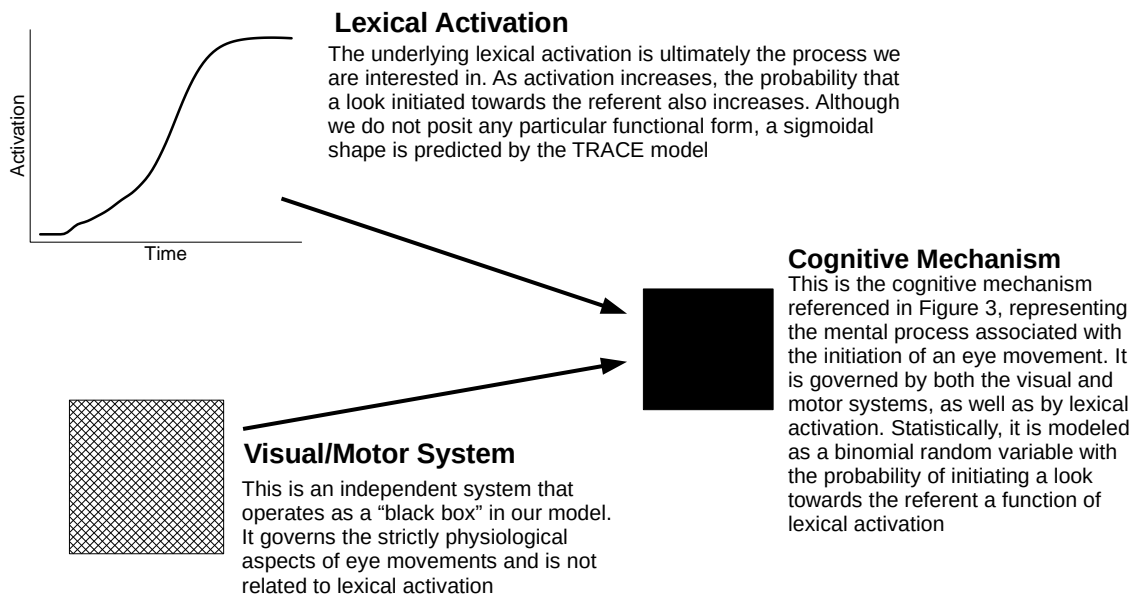 Lexical Activation
The underlying lexical activation is ultimately the process we
are interested in. As activation increases, the probability that
a look initiated towards the referent also increases. Although
we do not posit any particular functional form, a sigmoidal
shape is predicted by the TRACE model
Activation
Time
Cognitive Mechanism
This is the cognitive mechanism
referenced in Figure 3, representing
the mental process associated with
the initiation of an eye movement. It
is governed by both the visual and
motor systems, as well as by lexical
activation. Statistically, it is modeled
as a binomial random variable with
the probability of initiating a look
towards the referent a function of
lexical activation
Visual/Motor System
This is an independent system that
operates as a “black box” in our model.
It governs the strictly physiological
aspects of eye movements and is not
related to lexical activation